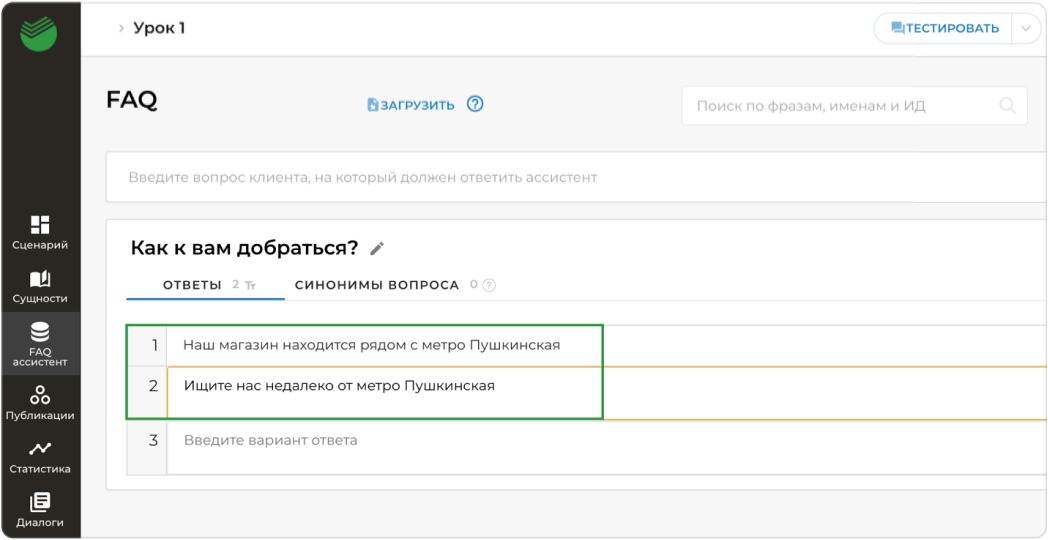 Урок 1
ТЕСТИРОВАТЬ
FAQ
ЗАГРУЗИТЬ ?
Поиск по фразам, именам и ИД
Введите вопрос клиента, на который должен ответить ассистент
Как к вам добраться?
ОТВЕТЫ 2 Тт СИНОНИМЫ ВОПРОСА 0 ?
1 Наш магазин находится рядом с метро Пушкинская
2 Ищите нас недалеко от метро Пушкинская
3 Введите вариант ответа
Сценарий
Сущности
FAQ
ассистент
Публикации
Статистика
Диалоги